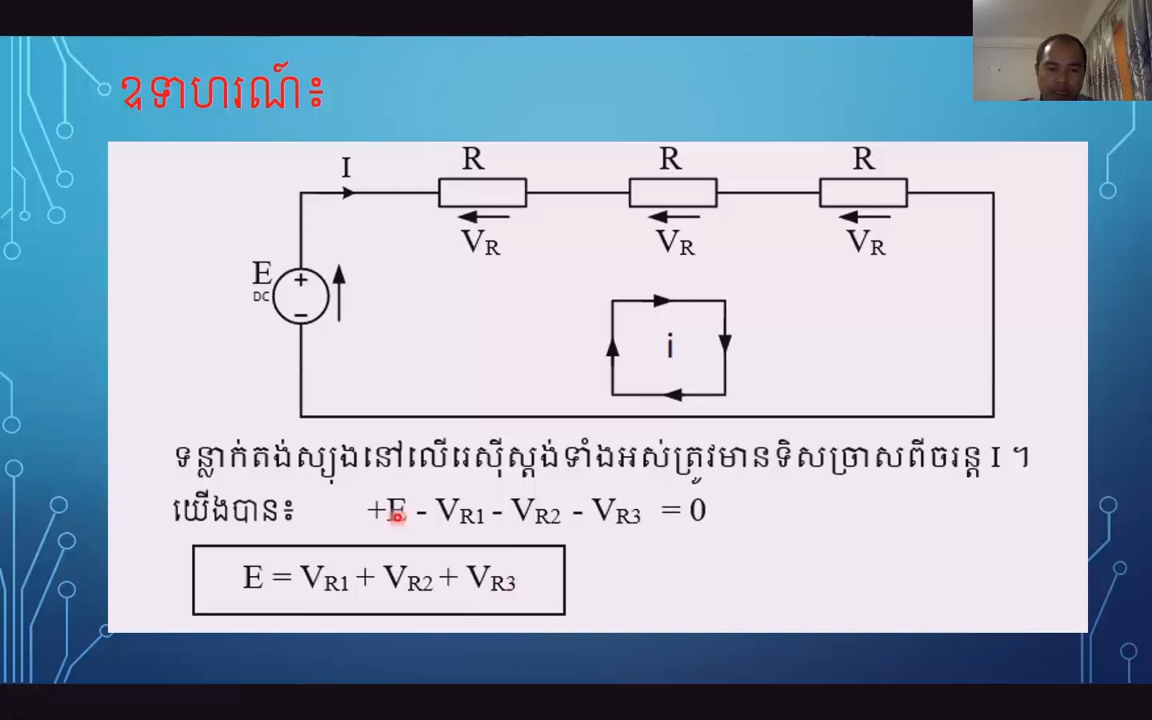 ឧទាហរណ៍៖
I R R R
V_R V_R V_R
E
DC
+
−
i
ទន្លាក់តង់ស្យុងនៅលើរេស៊ីស្តង់ទាំងអស់ត្រូវមានទិសច្រាសពីចរន្ត I ។
យើងបាន៖ +E - V_R1 - V_R2 - V_R3 = 0
E = V_R1 + V_R2 + V_R3